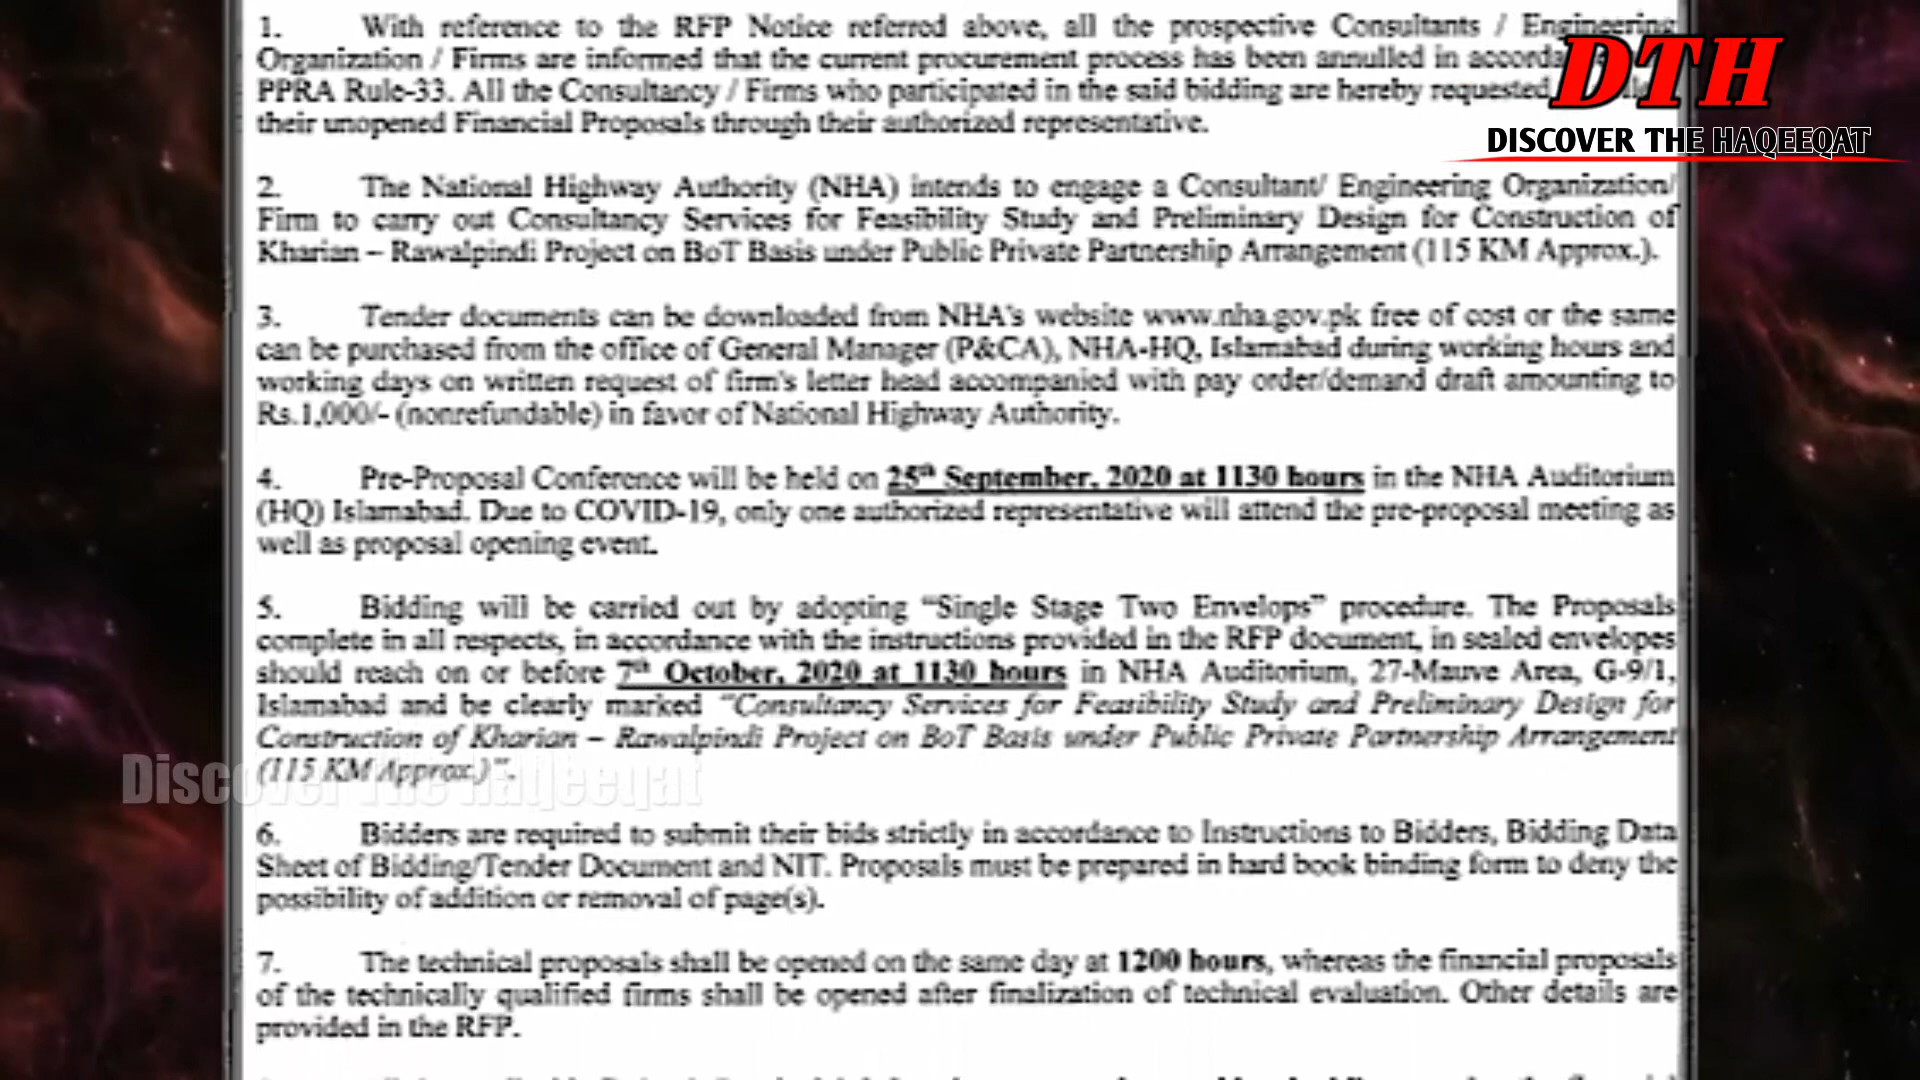 1. With reference to the RFP Notice referred above, all the prospective Consultants / Engineering
Organization / Firms are informed that the current procurement process has been annulled in
PPRA Rule-33. All the Consultancy / Firms who participated in the said bidding are hereby requested
their unopened Financial Proposals through their authorized representative.
DTH
DISCOVER THE HAQEEQAT
2. The National Highway Authority (NHA) intends to engage a Consultant/ Engineering Organization/
Firm to carry out Consultancy Services for Feasibility Study and Preliminary Design for Construction of
Kharian – Rawalpindi Project on BoT Basis under Public Private Partnership Arrangement (115 KM Approx.).
3. Tender documents can be downloaded from NHA's website www.nha.gov.pk free of cost or the same
can be purchased from the office of General Manager (P&CA), NHA-HQ, Islamabad during working hours and
working days on written request of firm's letter head accompanied with pay order/demand draft amounting to
Rs.1,000/- (nonrefundable) in favor of National Highway Authority.
4. Pre-Proposal Conference will be held on 25th September, 2020 at 1130 hours in the NHA Auditorium
(HQ) Islamabad. Due to COVID-19, only one authorized representative will attend the pre-proposal meeting as
well as proposal opening event.
5. Bidding will be carried out by adopting “Single Stage Two Envelops” procedure. The Proposals
complete in all respects, in accordance with the instructions provided in the RFP document, in sealed envelopes
should reach on or before 7th October, 2020 at 1130 hours in NHA Auditorium, 27-Mauve Area, G-9/1,
Islamabad and be clearly marked “Consultancy Services for Feasibility Study and Preliminary Design for
Construction of Kharian – Rawalpindi Project on BoT Basis under Public Private Partnership Arrangement
(115 KM Approx.)”.
Discover The Haqeeqat
6. Bidders are required to submit their bids strictly in accordance to Instructions to Bidders, Bidding Data
Sheet of Bidding/Tender Document and NIT. Proposals must be prepared in hard book binding form to deny the
possibility of addition or removal of page(s).
7. The technical proposals shall be opened on the same day at 1200 hours, whereas the financial proposals
of the technically qualified firms shall be opened after finalization of technical evaluation. Other details are
provided in the RFP.